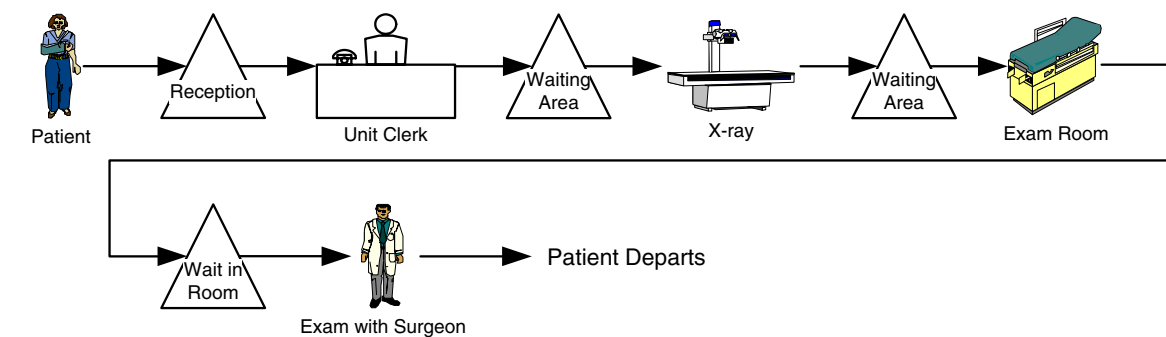 Patient
Reception
Unit Clerk
Waiting
Area
X-ray
Waiting
Area
Exam Room
Wait in
Room
Exam with Surgeon
Patient Departs